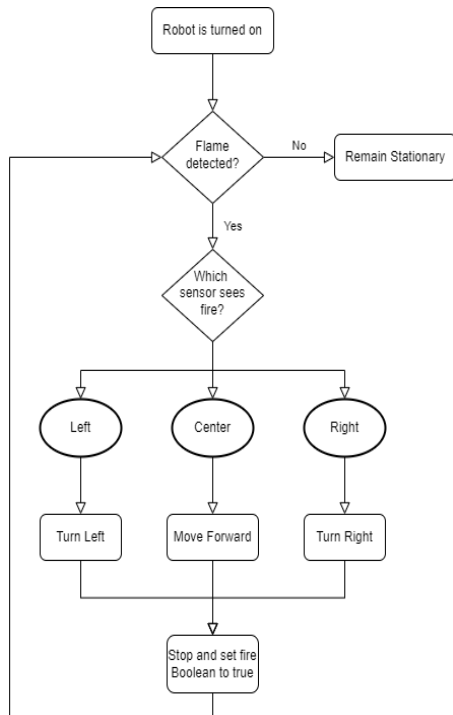 Robot is turned on
Flame
detected?
No
Remain Stationary
Yes
Which
sensor sees
fire?
Left
Center
Right
Turn Left
Move Forward
Turn Right
Stop and set fire
Boolean to true